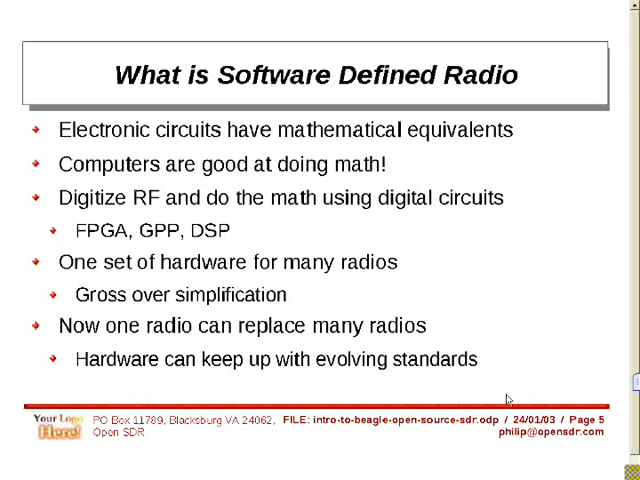 What is Software Defined Radio
Electronic circuits have mathematical equivalents
Computers are good at doing math!
Digitize RF and do the math using digital circuits
FPGA, GPP, DSP
One set of hardware for many radios
Gross over simplification
Now one radio can replace many radios
Hardware can keep up with evolving standards
Your Logo
Here!
PO Box 11789, Blacksburg VA 24062,
Open SDR
FILE: intro-to-beagle-open-source-sdr.odp / 24/01/03 / Page 5
philip@opensdr.com